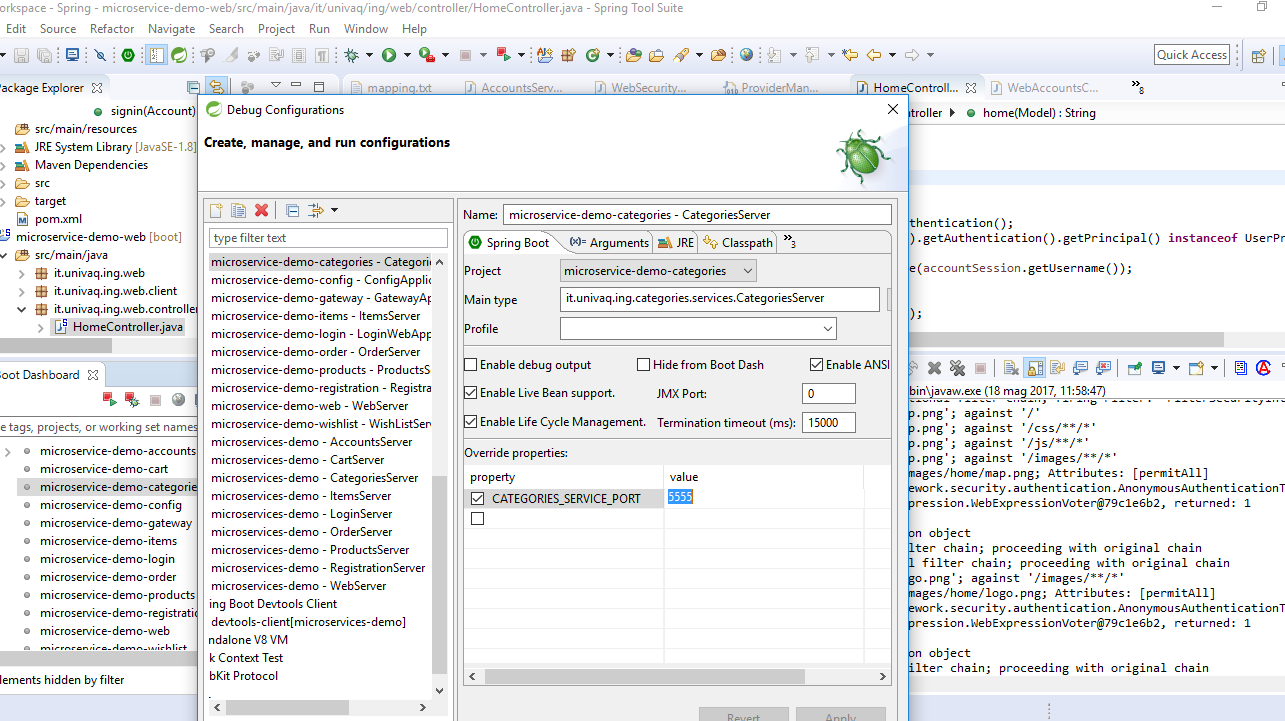 orkspace - Spring - microservice-demo-web/src/main/java/it/univaq/ing/web/controller/HomeController.java - Spring Tool Suite
Edit Source Refactor Navigate Search Project Run Window Help
Quick Access
Package Explorer
mapping.txt AccountsServ... WebSecurity... ProviderMan... HomeControll... WebAccountsC... »8
signin(Account)
src/main/resources
JRE System Library [JavaSE-1.8]
Maven Dependencies
src
target
pom.xml
microservice-demo-web [boot]
src/main/java
it.univaq.ing.web
it.univaq.ing.web.client
it.univaq.ing.web.controller
HomeController.java
Boot Dashboard
e tags, projects, or working set names
microservice-demo-accounts
microservice-demo-cart
microservice-demo-categorie
microservice-demo-config
microservice-demo-gateway
microservice-demo-items
microservice-demo-login
microservice-demo-order
microservice-demo-products
microservice-demo-registratio
microservice-demo-web
microservice-demo-wishlist
lements hidden by filter
Debug Configurations
Create, manage, and run configurations
type filter text
microservice-demo-categories - Categorie
microservice-demo-config - ConfigApplic
microservice-demo-gateway - GatewayAp
microservice-demo-items - ItemsServer
microservice-demo-login - LoginWebApp
microservice-demo-order - OrderServer
microservice-demo-products - ProductsS
microservice-demo-registration - Registra
microservice-demo-web - WebServer
microservice-demo-wishlist - WishListSer
microservices-demo - AccountsServer
microservices-demo - CartServer
microservices-demo - CategoriesServer
microservices-demo - ItemsServer
microservices-demo - LoginServer
microservices-demo - OrderServer
microservices-demo - ProductsServer
microservices-demo - RegistrationServer
microservices-demo - WebServer
ing Boot Devtools Client
devtools-client[microservices-demo]
ndalone V8 VM
k Context Test
bKit Protocol
Name: microservice-demo-categories - CategoriesServer
Spring Boot (x)= Arguments JRE Classpath »3
Project microservice-demo-categories
Main type it.univaq.ing.categories.services.CategoriesServer
Profile
Enable debug output Hide from Boot Dash Enable ANSI
Enable Live Bean support. JMX Port: 0
Enable Life Cycle Management. Termination timeout (ms): 15000
Override properties:
property value
CATEGORIES_SERVICE_PORT 5555
Revert Apply
ntroller home(Model) : String
thentication();
).getAuthentication().getPrincipal() instanceof UserPr
e(accountSession.getUsername());
);
bin\javaw.exe (18 mag 2017, 11:58:47)
p.png'; against '/'
p.png'; against '/css/**/*'
p.png'; against '/js/**/*'
p.png'; against '/images/**/*'
mages/home/map.png; Attributes: [permitAll]
ework.security.authentication.AnonymousAuthenticationT
pression.WebExpressionVoter@79c1e6b2, returned: 1
on object
ilter chain; proceeding with original chain
l filter chain; proceeding with original chain
go.png'; against '/images/**/*'
mages/home/logo.png; Attributes: [permitAll]
ework.security.authentication.AnonymousAuthenticationT
pression.WebExpressionVoter@79c1e6b2, returned: 1
on object
ilter chain; proceeding with original chain